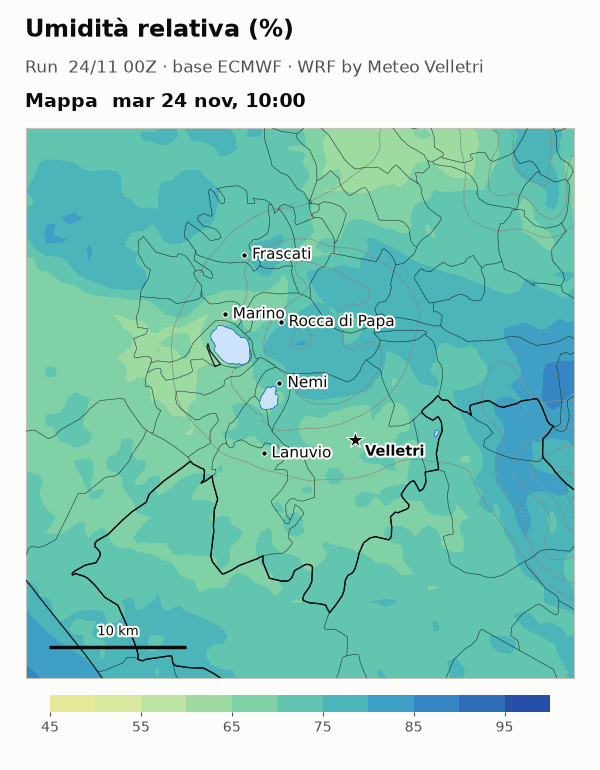 Umidità relativa (%)
Run  24/11 00Z · base ECMWF · WRF by Meteo Velletri
Mappa  mar 24 nov, 10:00
Frascati
Marino
Rocca di Papa
Nemi
Velletri
Lanuvio
10 km
45 55 65 75 85 95